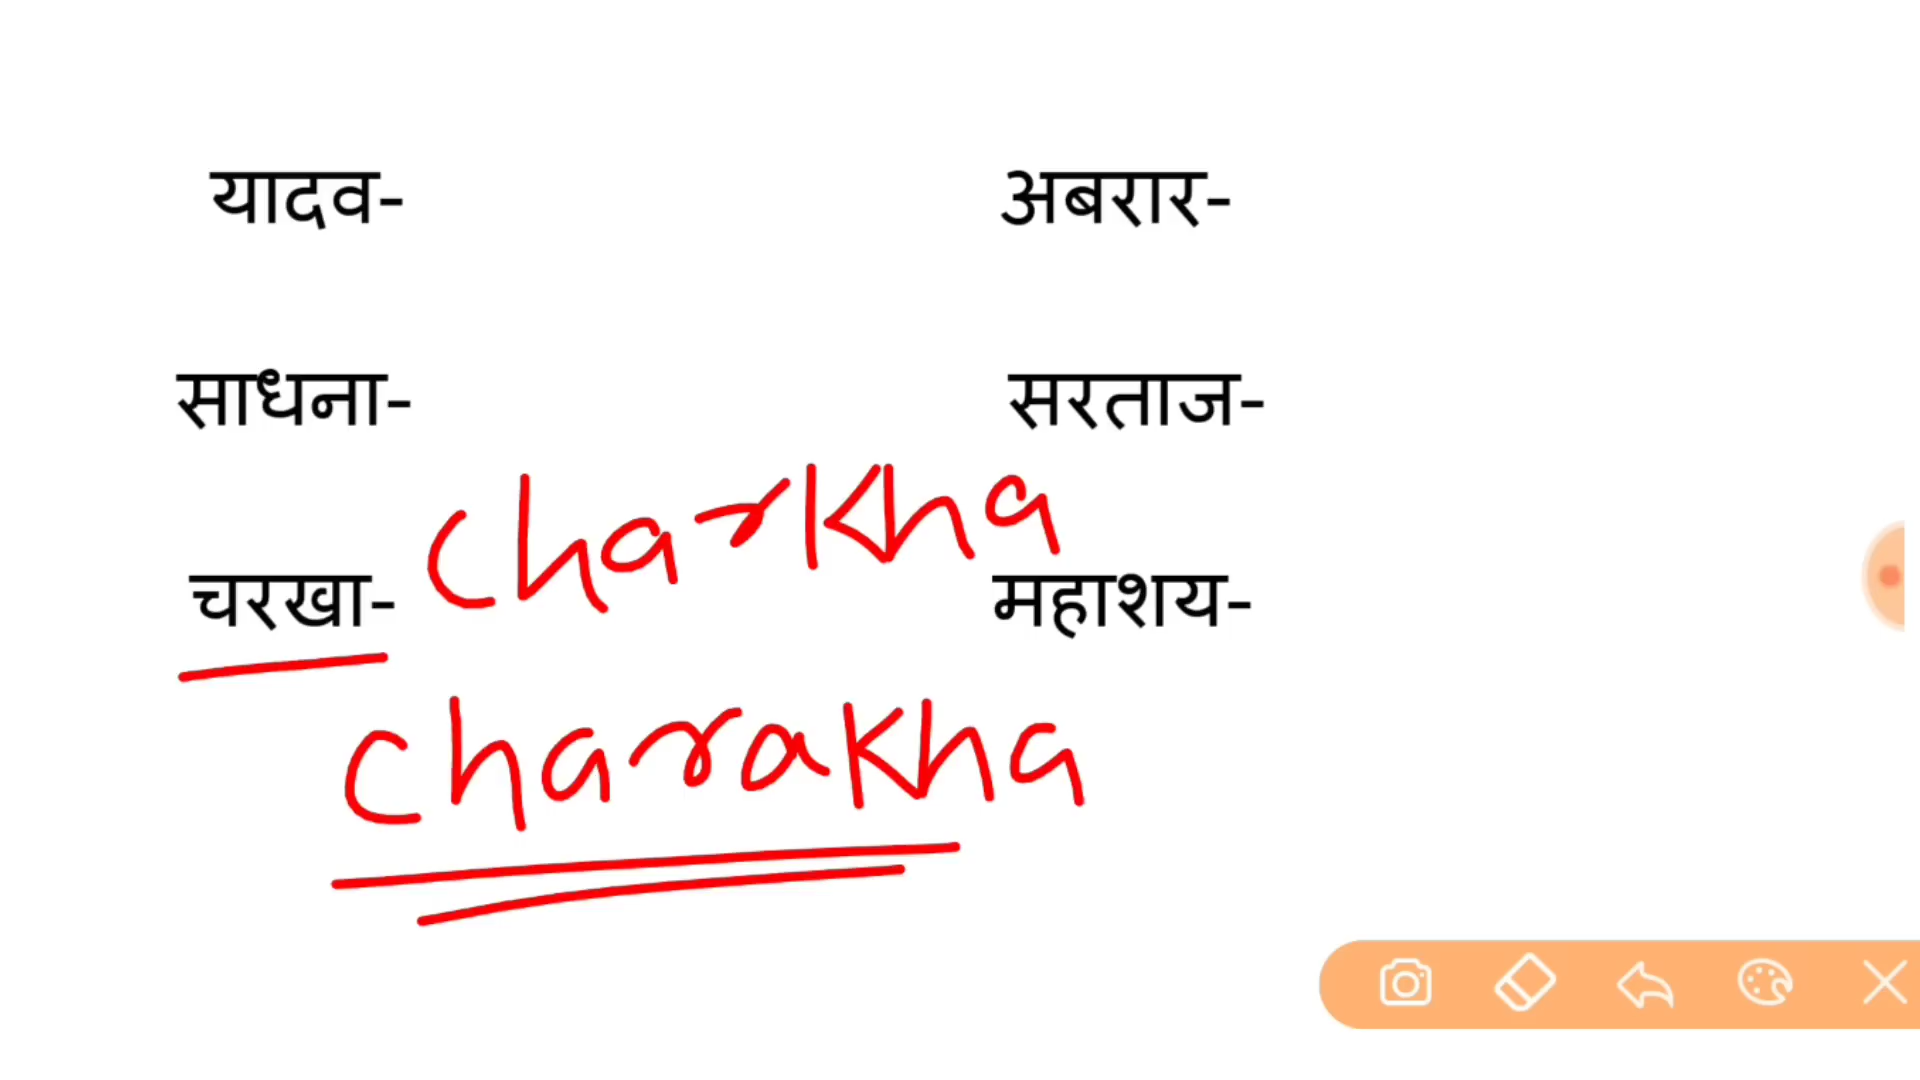 यादव- अबरार-
साधना- सरताज-
charkha
चरखा- महाशय-
charakha